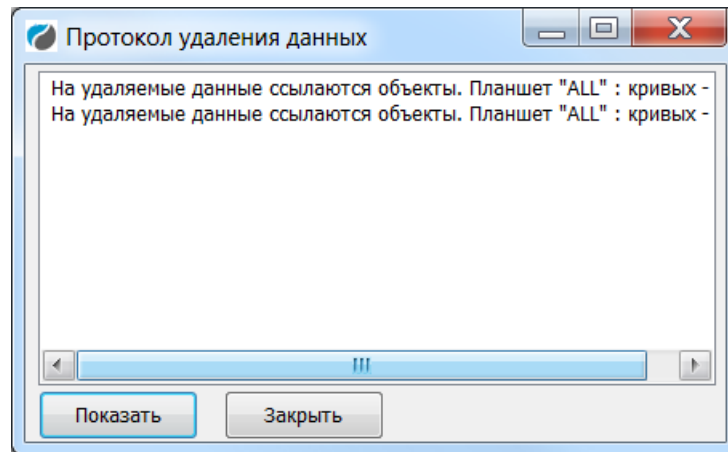 Протокол удаления данных
На удаляемые данные ссылаются объекты. Планшет "ALL" : кривых -
На удаляемые данные ссылаются объекты. Планшет "ALL" : кривых -
Показать
Закрыть